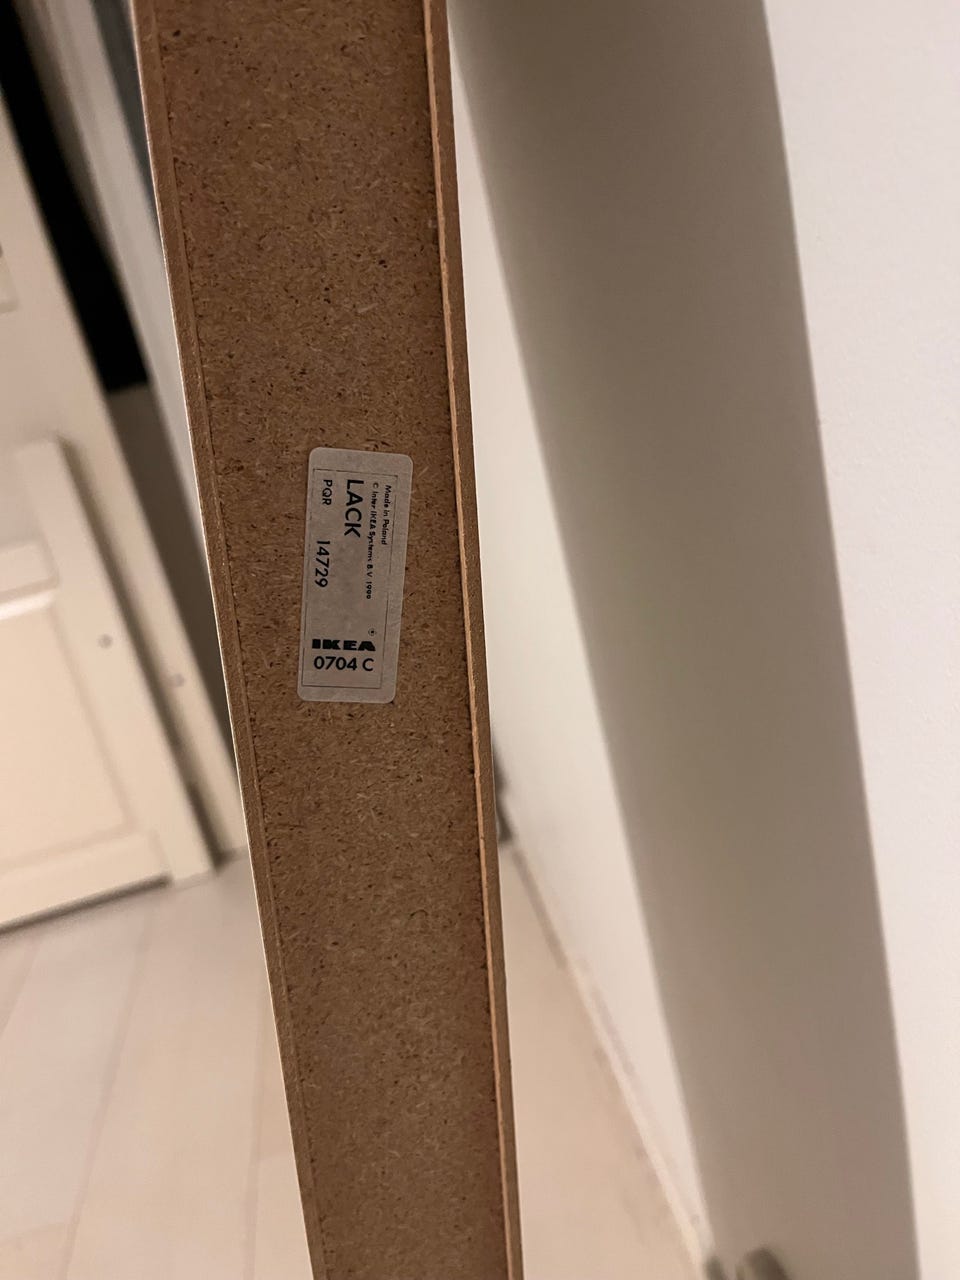 Made in Poland
© Inter IKEA Systems B.V. 1999
LACK
PQR 14729
IKEA
0704 C